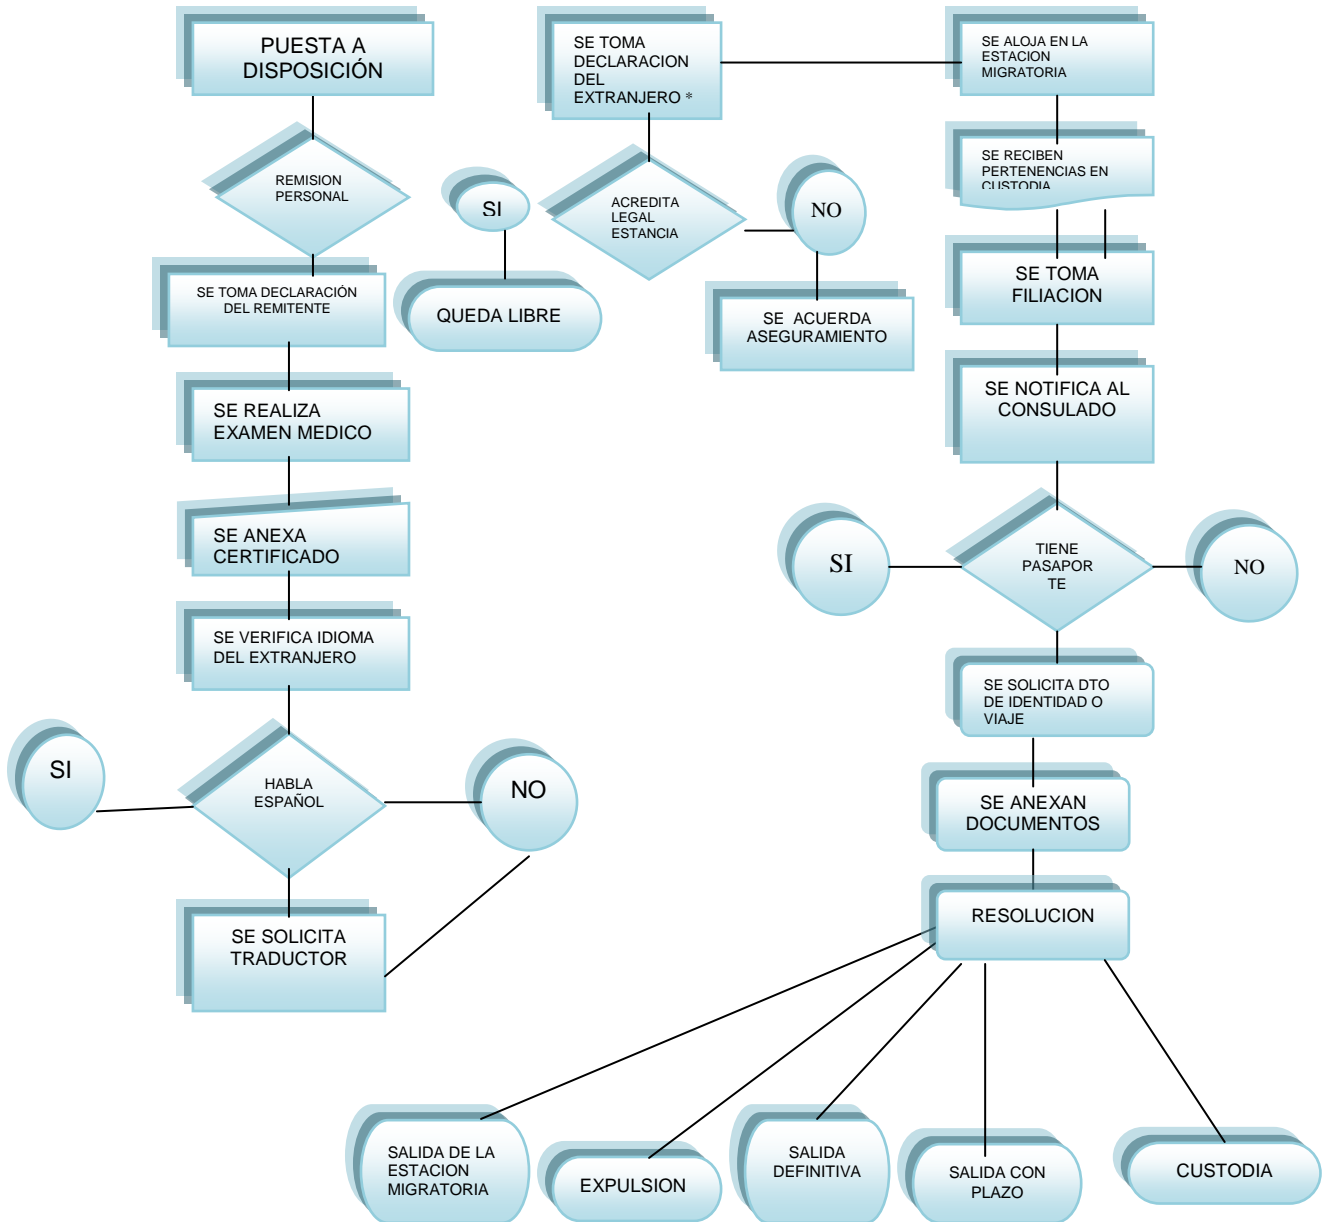 PUESTA A
DISPOSICIÓN
REMISION
PERSONAL
SE TOMA DECLARACIÓN
DEL REMITENTE
SE REALIZA
EXAMEN MEDICO
SE ANEXA
CERTIFICADO
SE VERIFICA IDIOMA
DEL EXTRANJERO
SI
HABLA
ESPAÑOL
NO
SE SOLICITA
TRADUCTOR
SE TOMA
DECLARACION
DEL
EXTRANJERO *
SI
ACREDITA
LEGAL
ESTANCIA
NO
QUEDA LIBRE
SE ACUERDA
ASEGURAMIENTO
SE ALOJA EN LA
ESTACION
MIGRATORIA
SE RECIBEN
PERTENENCIAS EN
CUSTODIA
SE TOMA
FILIACION
SE NOTIFICA AL
CONSULADO
SI
TIENE
PASAPOR
TE
NO
SE SOLICITA DTO
DE IDENTIDAD O
VIAJE
SE ANEXAN
DOCUMENTOS
RESOLUCION
SALIDA DE LA
ESTACION
MIGRATORIA
EXPULSION
SALIDA
DEFINITIVA
SALIDA CON
PLAZO
CUSTODIA